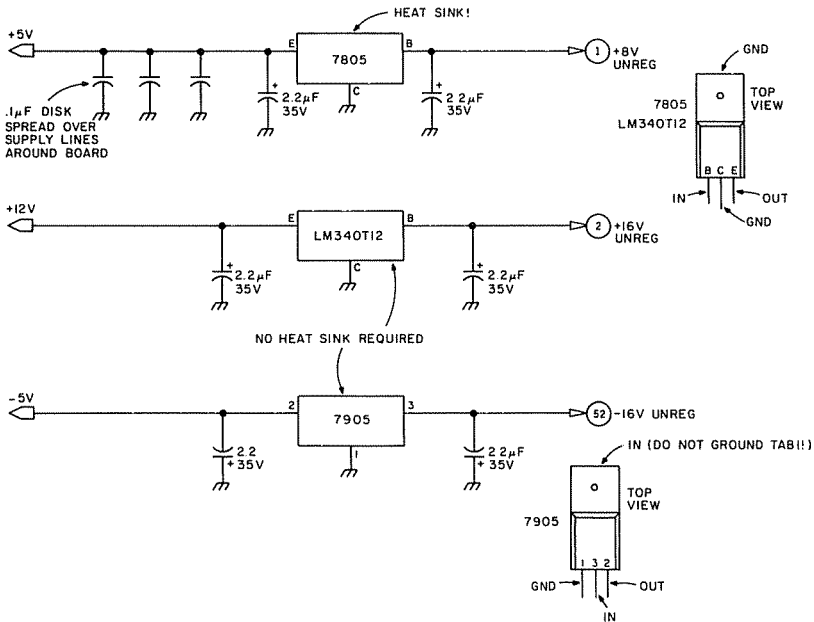 HEAT SINK!
+5V
E
7805
B
1
+8V
UNREG
C
+
2.2µF
35V
+
2 2µF
35V
.1µF DISK
SPREAD OVER
SUPPLY LINES
AROUND BOARD
GND
7805
LM340T12
TOP
VIEW
B C E
IN
OUT
GND
+12V
E
LM340T12
B
2
+16V
UNREG
C
+
2.2µF
35V
+
2.2µF
35V
NO HEAT SINK REQUIRED
-5V
2
7905
3
52
-16V UNREG
1
2.2
+ 35V
2 2µF
+ 35V
IN (DO NOT GROUND TAB!!)
7905
TOP
VIEW
1 3 2
GND
OUT
IN